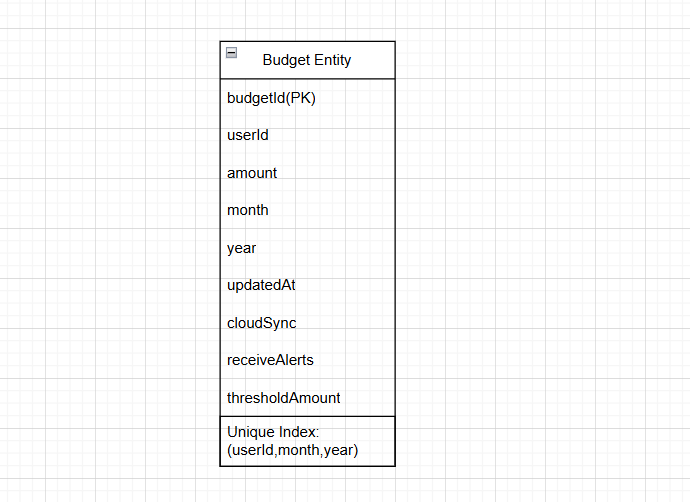 Budget Entity
budgetId(PK)
userId
amount
month
year
updatedAt
cloudSync
receiveAlerts
thresholdAmount
Unique Index:
(userId,month,year)